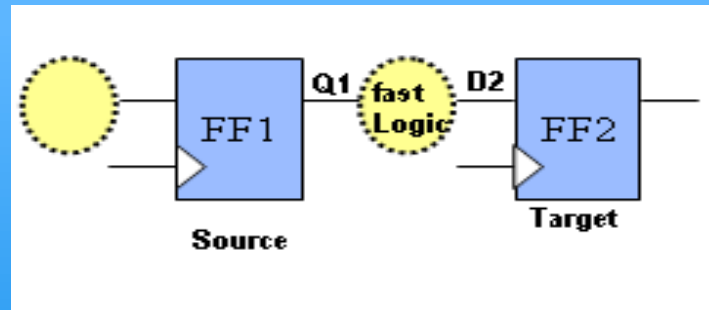 Q1
fast
Logic
D2
FF1
FF2
Source
Target